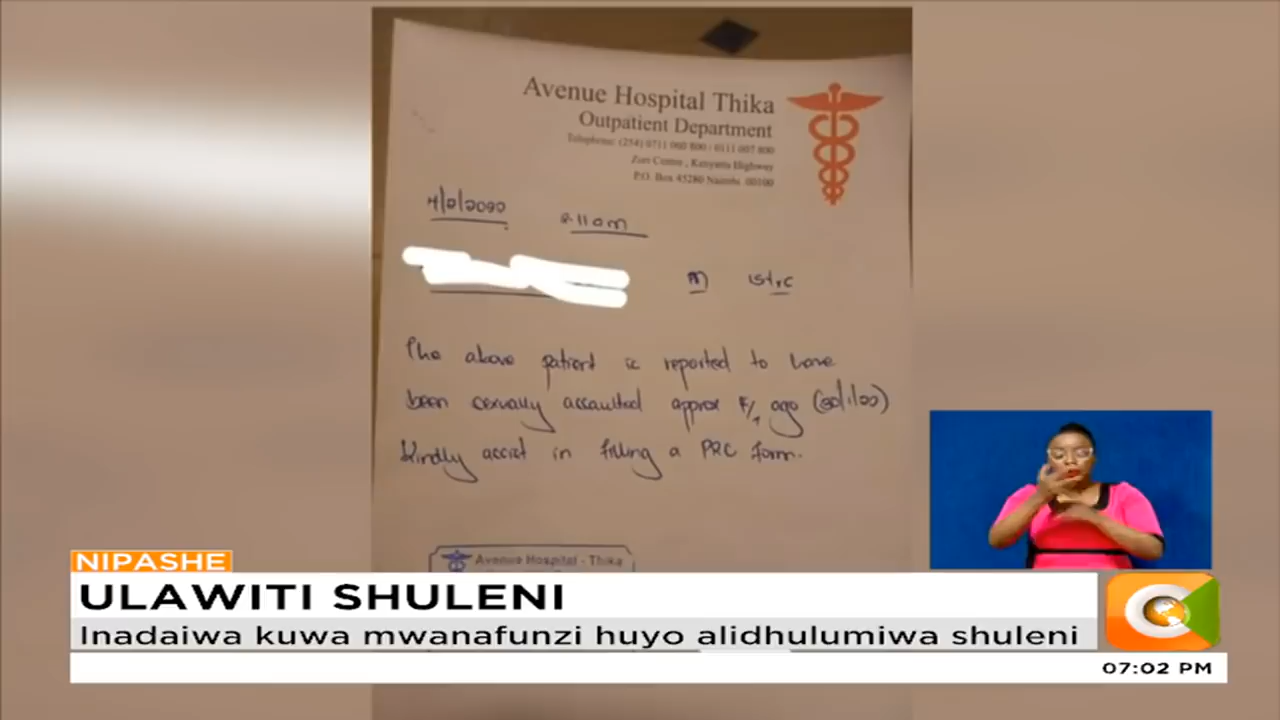 Avenue Hospital Thika
Outpatient Department
Telephone: (254) 0711 060 800 / 0111 007 800
Zuri Centre , Kenyatta Highway
P.O. Box 45280 Nairobi 00100
M
The above patient is reported to have
been sexually assaulted approx ago
Kindly assist in filling a PRC form.
Avenue Hospital - Thika
NIPASHE
ULAWITI SHULENI
Inadaiwa kuwa mwanafunzi huyo alidhulumiwa shuleni
07:02 PM